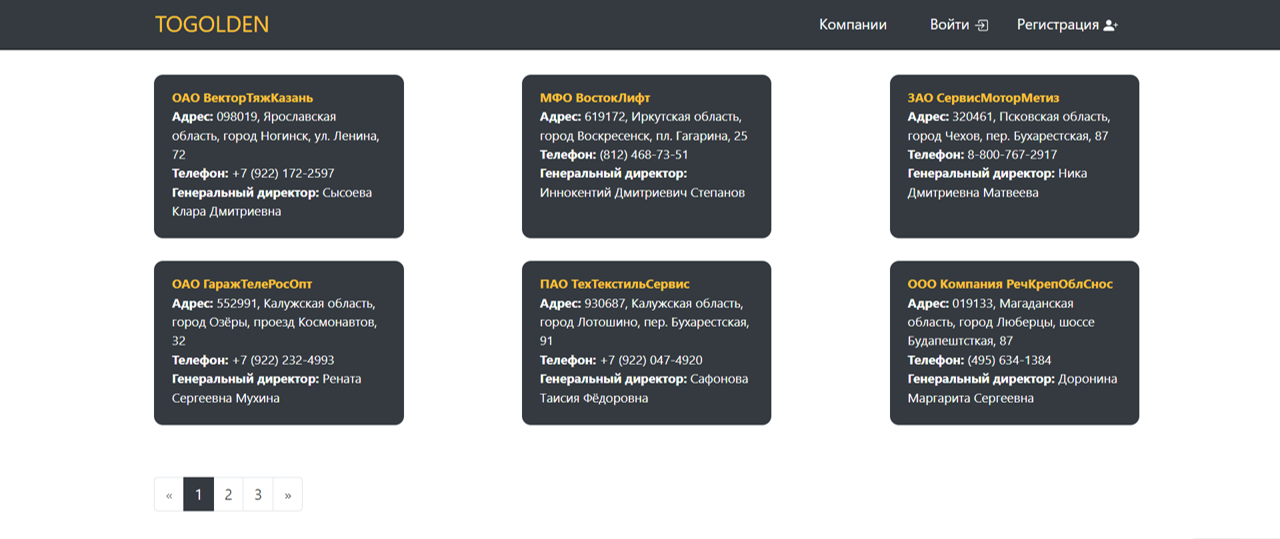 TOGOLDEN
Компании
Войти
Регистрация
ОАО ВекторТяжКазань
Адрес: 098019, Ярославская
область, город Ногинск, ул. Ленина,
72
Телефон: +7 (922) 172-2597
Генеральный директор: Сысоева
Клара Дмитриевна
МФО ВостокЛифт
Адрес: 619172, Иркутская область,
город Воскресенск, пл. Гагарина, 25
Телефон: (812) 468-73-51
Генеральный директор:
Иннокентий Дмитриевич Степанов
ЗАО СервисМоторМетиз
Адрес: 320461, Псковская область,
город Чехов, пер. Бухарестская, 87
Телефон: 8-800-767-2917
Генеральный директор: Ника
Дмитриевна Матвеева
ОАО ГаражТелеРосОпт
Адрес: 552991, Калужская область,
город Озёры, проезд Космонавтов,
32
Телефон: +7 (922) 232-4993
Генеральный директор: Рената
Сергеевна Мухина
ПАО ТехТекстильСервис
Адрес: 930687, Калужская область,
город Лотошино, пер. Бухарестская,
91
Телефон: +7 (922) 047-4920
Генеральный директор: Сафонова
Таисия Фёдоровна
ООО Компания РечКрепОблСнос
Адрес: 019133, Магаданская
область, город Люберцы, шоссе
Будапештсткая, 87
Телефон: (495) 634-1384
Генеральный директор: Доронина
Маргарита Сергеевна
« 1 2 3 »